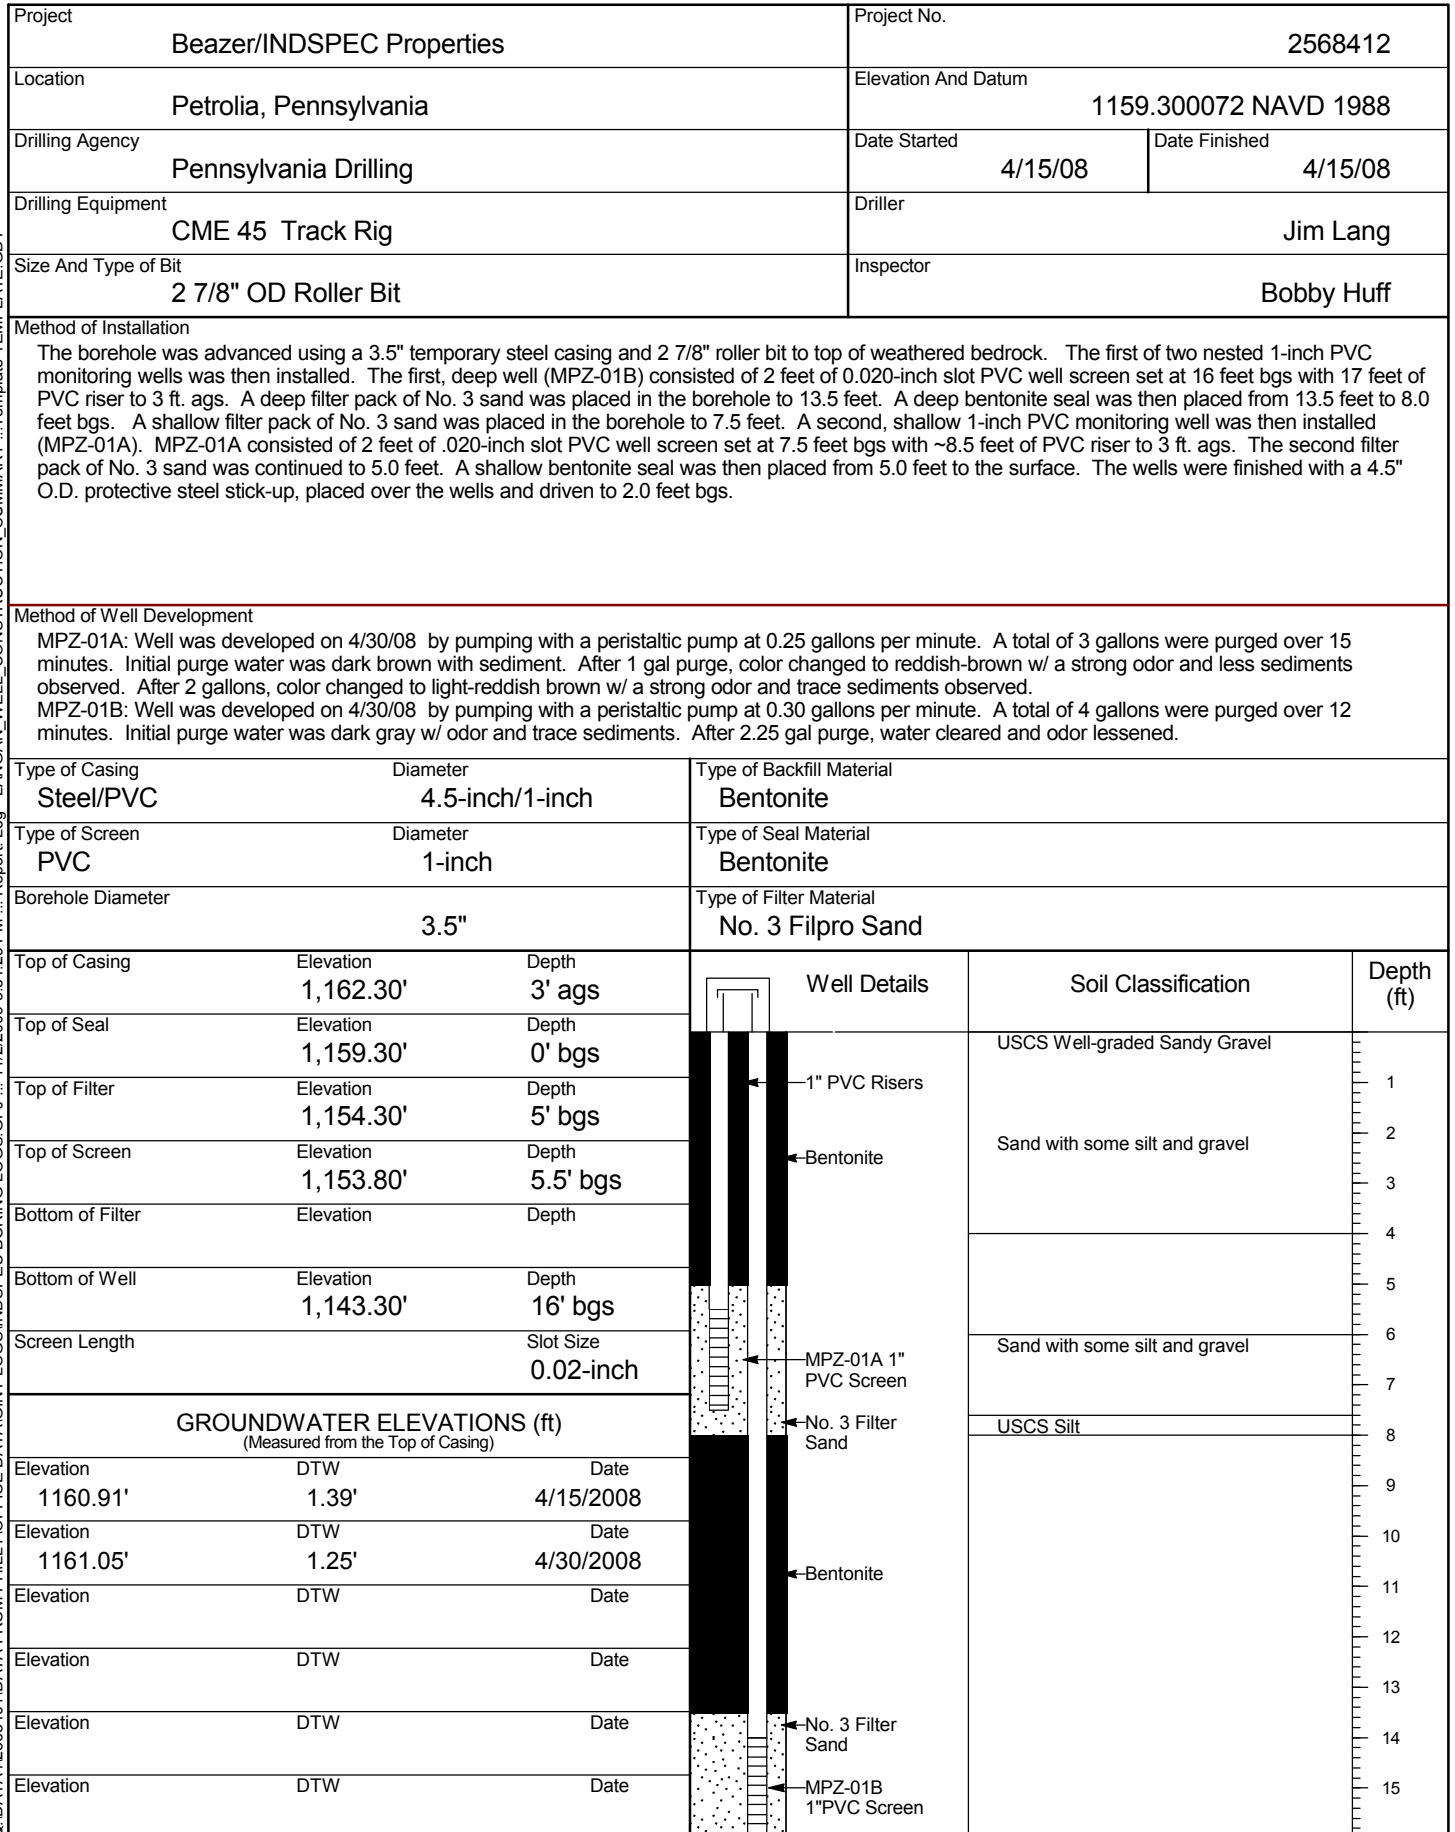 Project
Beazer/INDSPEC Properties
Project No.
2568412
Location
Petrolia, Pennsylvania
Elevation And Datum
1159.300072 NAVD 1988
Drilling Agency
Pennsylvania Drilling
Date Started
4/15/08
Date Finished
4/15/08
Drilling Equipment
CME 45 Track Rig
Driller
Jim Lang
Size And Type of Bit
2 7/8" OD Roller Bit
Inspector
Bobby Huff
Method of Installation
The borehole was advanced using a 3.5" temporary steel casing and 2 7/8" roller bit to top of weathered bedrock. The first of two nested 1-inch PVC
monitoring wells was then installed. The first, deep well (MPZ-01B) consisted of 2 feet of 0.020-inch slot PVC well screen set at 16 feet bgs with 17 feet of
PVC riser to 3 ft. ags. A deep filter pack of No. 3 sand was placed in the borehole to 13.5 feet. A deep bentonite seal was then placed from 13.5 feet to 8.0
feet bgs. A shallow filter pack of No. 3 sand was placed in the borehole to 7.5 feet. A second, shallow 1-inch PVC monitoring well was then installed
(MPZ-01A). MPZ-01A consisted of 2 feet of .020-inch slot PVC well screen set at 7.5 feet bgs with ~8.5 feet of PVC riser to 3 ft. ags. The second filter
pack of No. 3 sand was continued to 5.0 feet. A shallow bentonite seal was then placed from 5.0 feet to the surface. The wells were finished with a 4.5"
O.D. protective steel stick-up, placed over the wells and driven to 2.0 feet bgs.
Method of Well Development
MPZ-01A: Well was developed on 4/30/08 by pumping with a peristaltic pump at 0.25 gallons per minute. A total of 3 gallons were purged over 15
minutes. Initial purge water was dark brown with sediment. After 1 gal purge, color changed to reddish-brown w/ a strong odor and less sediments
observed. After 2 gallons, color changed to light-reddish brown w/ a strong odor and trace sediments observed.
MPZ-01B: Well was developed on 4/30/08 by pumping with a peristaltic pump at 0.30 gallons per minute. A total of 4 gallons were purged over 12
minutes. Initial purge water was dark gray w/ odor and trace sediments. After 2.25 gal purge, water cleared and odor lessened.
Type of Casing Diameter
Steel/PVC 4.5-inch/1-inch
Type of Backfill Material
Bentonite
Type of Screen Diameter
PVC 1-inch
Type of Seal Material
Bentonite
Borehole Diameter
3.5"
Type of Filter Material
No. 3 Filpro Sand
Top of Casing Elevation Depth
1,162.30' 3' ags
Top of Seal Elevation Depth
1,159.30' 0' bgs
Top of Filter Elevation Depth
1,154.30' 5' bgs
Top of Screen Elevation Depth
1,153.80' 5.5' bgs
Bottom of Filter Elevation Depth
Bottom of Well Elevation Depth
1,143.30' 16' bgs
Screen Length Slot Size
0.02-inch
GROUNDWATER ELEVATIONS (ft)
(Measured from the Top of Casing)
Elevation DTW Date
1160.91' 1.39' 4/15/2008
Elevation DTW Date
1161.05' 1.25' 4/30/2008
Elevation DTW Date
Elevation DTW Date
Elevation DTW Date
Elevation DTW Date
Well Details
1" PVC Risers
Bentonite
MPZ-01A 1"
PVC Screen
No. 3 Filter
Sand
Bentonite
No. 3 Filter
Sand
MPZ-01B
1"PVC Screen
Soil Classification
USCS Well-graded Sandy Gravel
Sand with some silt and gravel
Sand with some silt and gravel
USCS Silt
Depth
(ft)
1
2
3
4
5
6
7
8
9
10
11
12
13
14
15